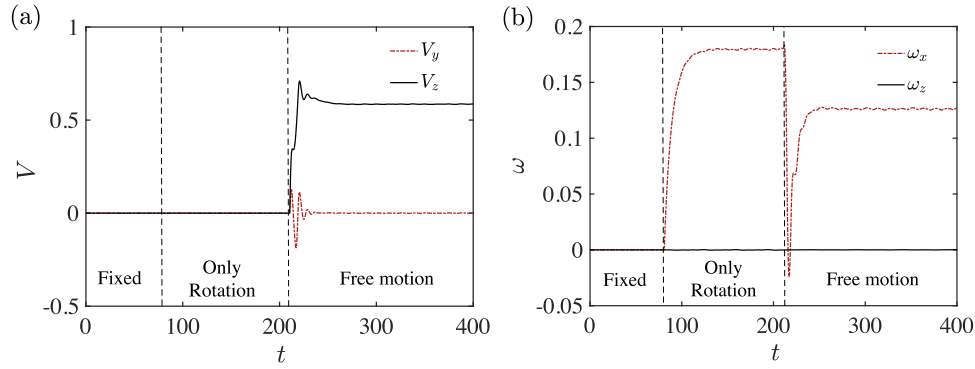 (a)
1
0.5
0
-0.5
V
V_y
V_z
Fixed
Only
Rotation
Free motion
0
100
200
300
400
t
(b)
0.2
0.15
0.1
0.05
0
-0.05
ω
ω_x
ω_z
Fixed
Only
Rotation
Free motion
0
100
200
300
400
t